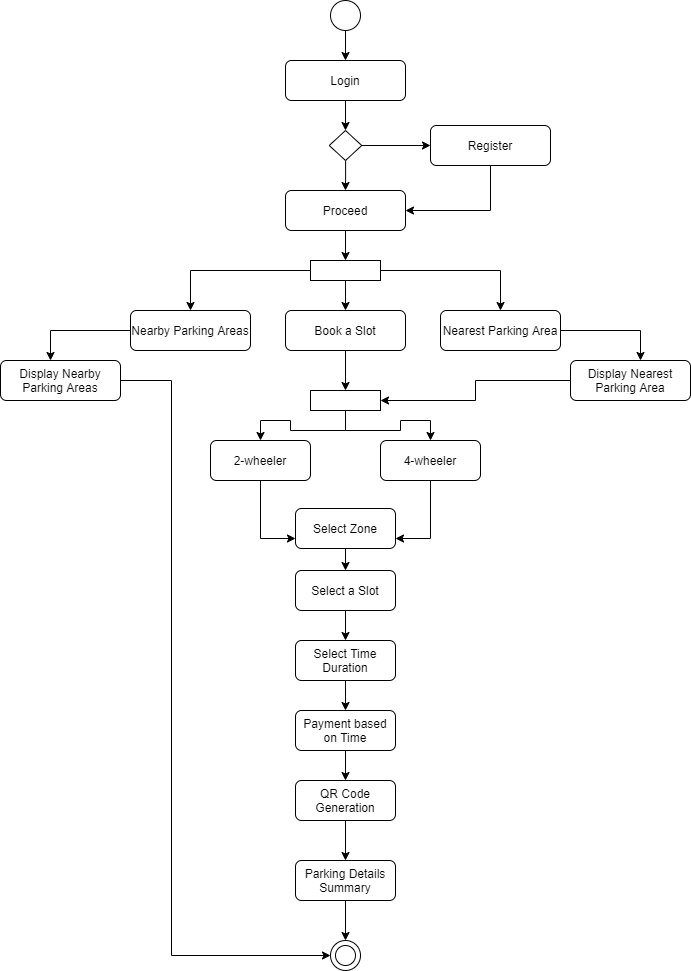 Login
Register
Proceed
Nearby Parking Areas
Book a Slot
Nearest Parking Area
Display Nearby
Parking Areas
Display Nearest
Parking Area
2-wheeler
4-wheeler
Select Zone
Select a Slot
Select Time
Duration
Payment based
on Time
QR Code
Generation
Parking Details
Summary